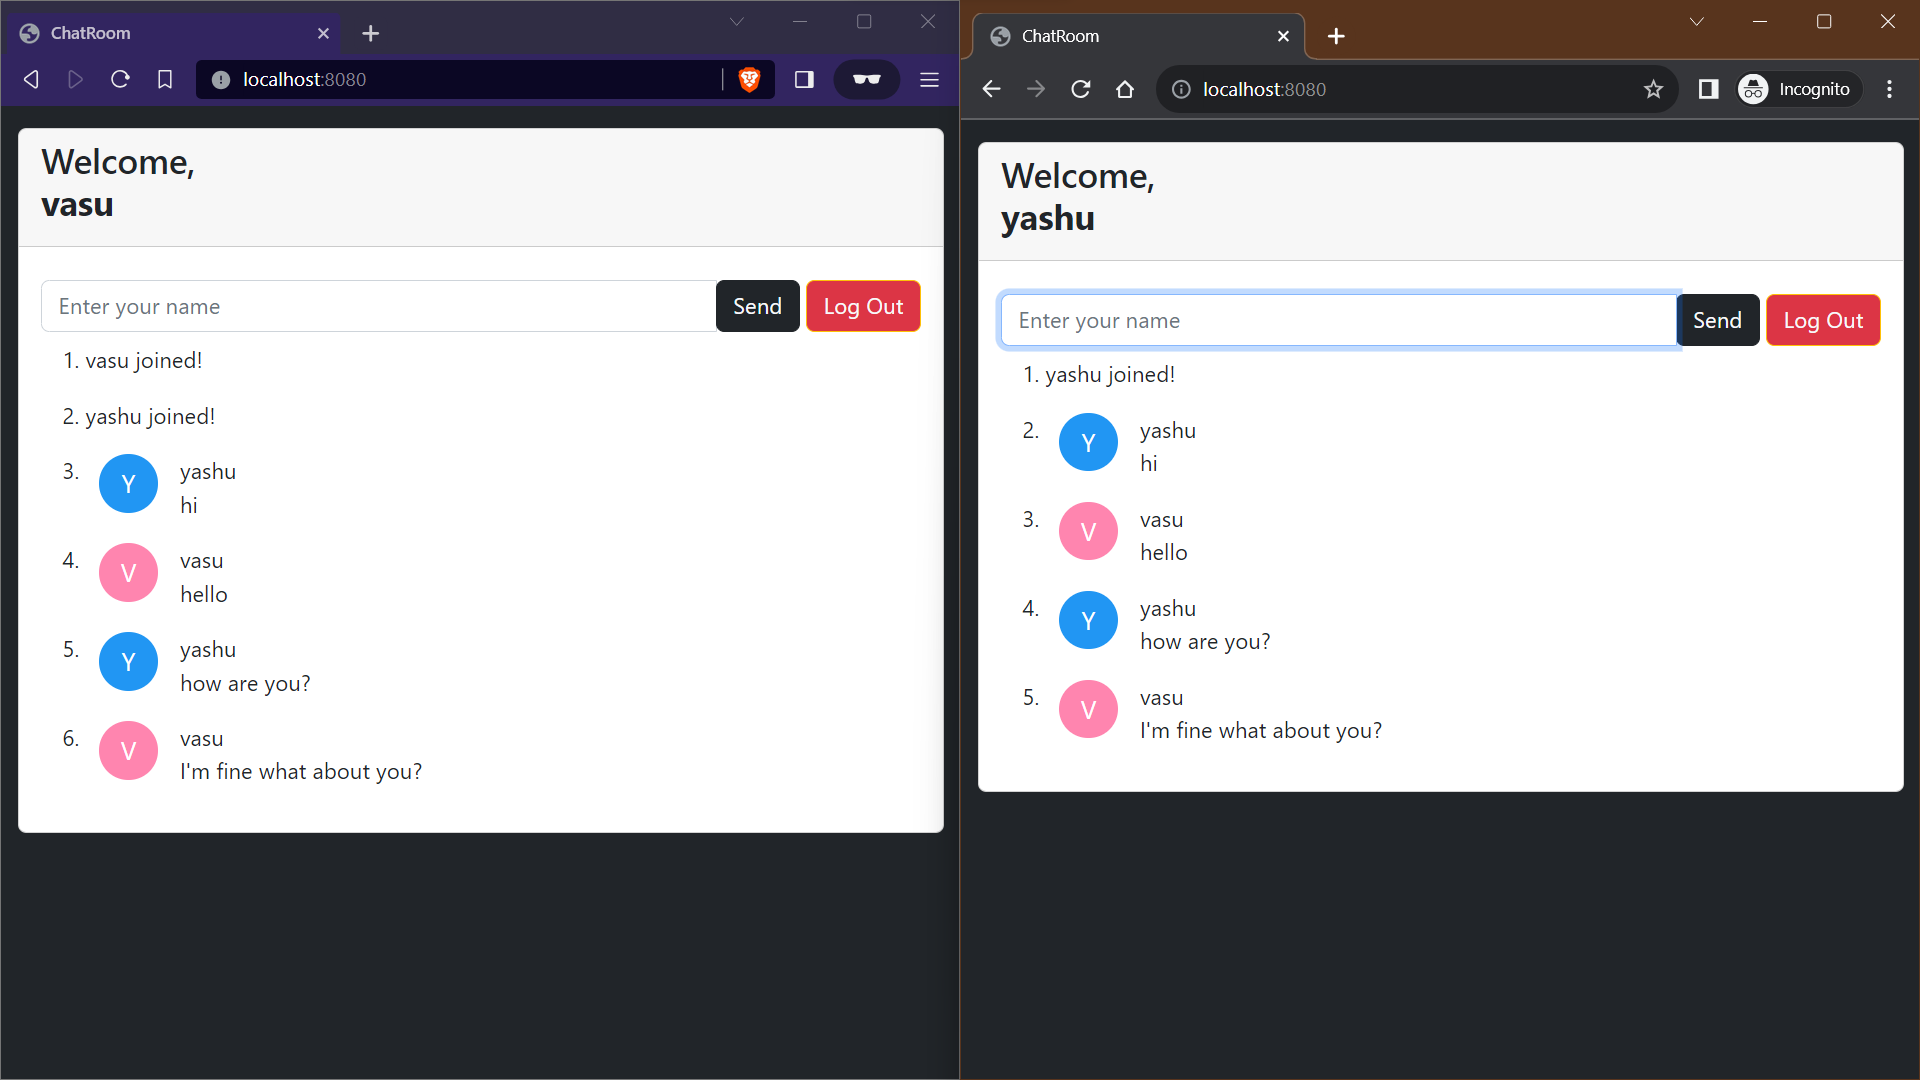 ChatRoom
localhost:8080
Welcome,
vasu
Enter your name
Send
Log Out
1. vasu joined!
2. yashu joined!
3.
Y
yashu
hi
4.
V
vasu
hello
5.
Y
yashu
how are you?
6.
V
vasu
I'm fine what about you?
ChatRoom
localhost:8080
Incognito
Welcome,
yashu
Enter your name
Send
Log Out
1. yashu joined!
2.
Y
yashu
hi
3.
V
vasu
hello
4.
Y
yashu
how are you?
5.
V
vasu
I'm fine what about you?